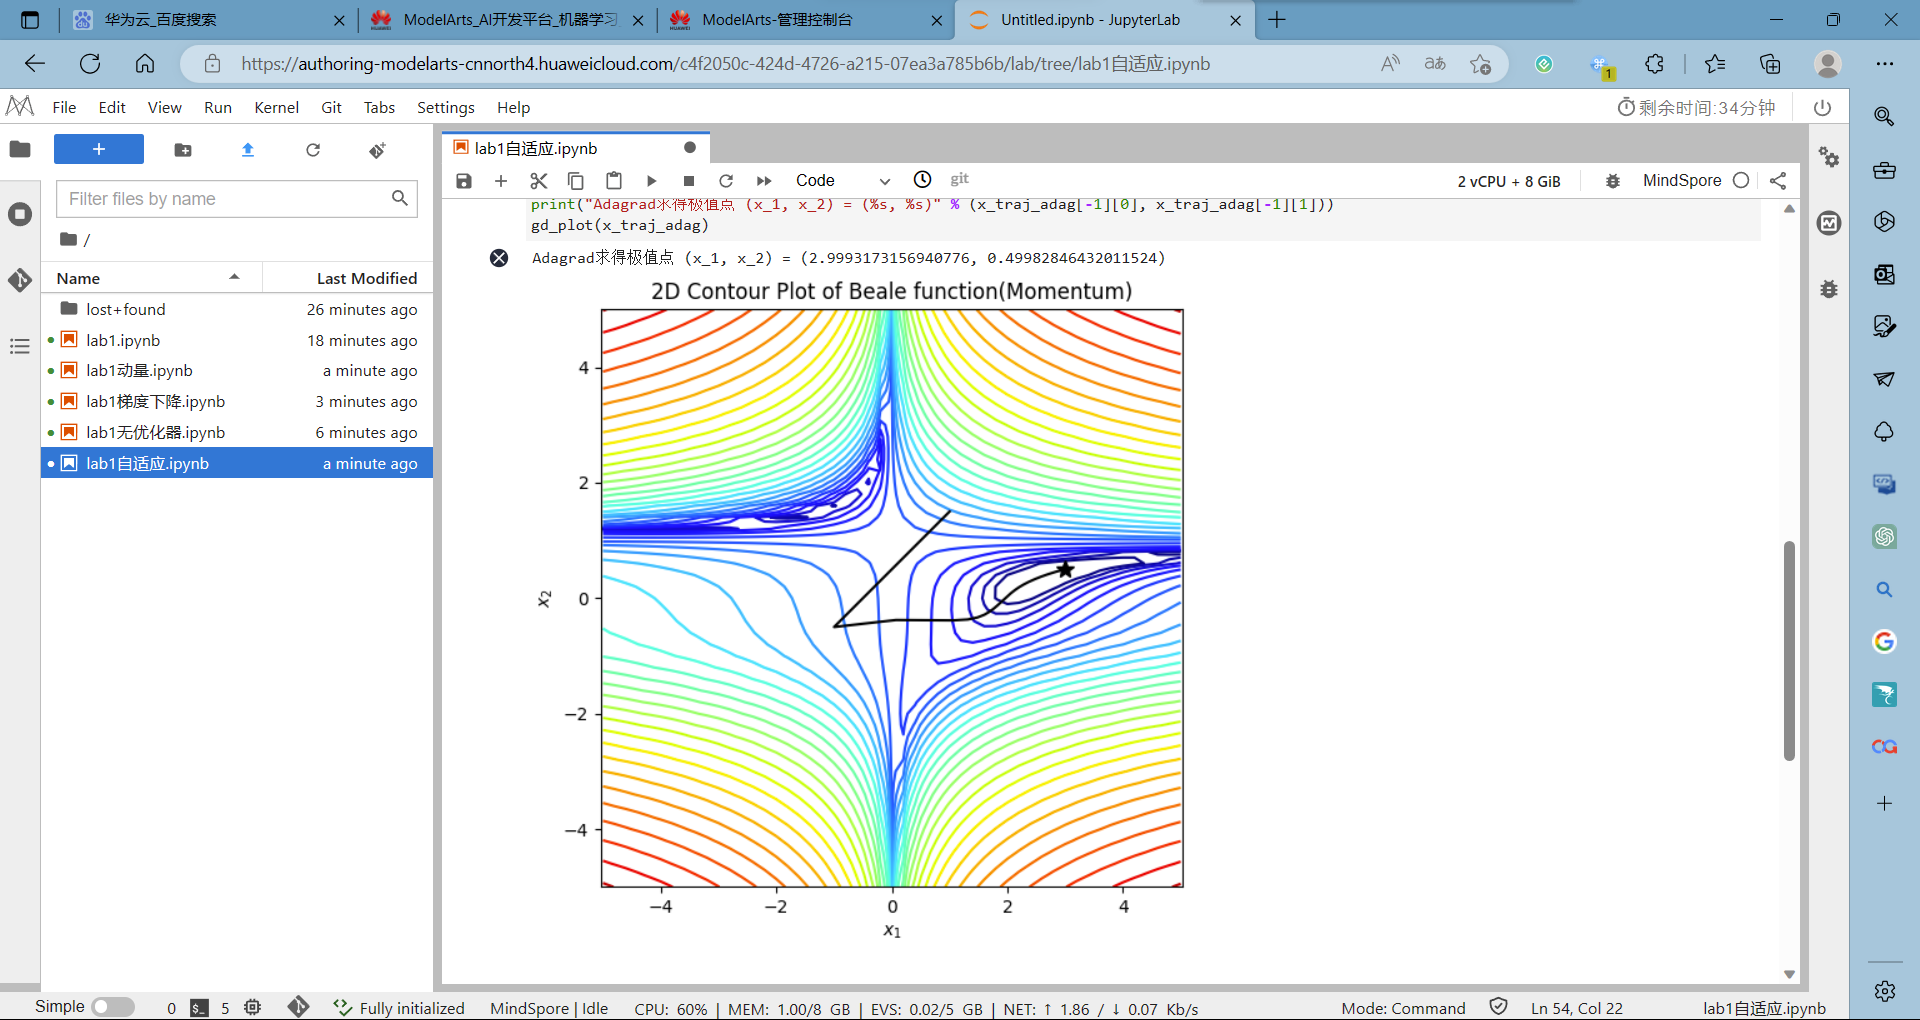 华为云_百度搜索
ModelArts_AI开发平台_机器学习
ModelArts-管理控制台
Untitled.ipynb - JupyterLab
https://authoring-modelarts-cnnorth4.huaweicloud.com/c4f2050c-424d-4726-a215-07ea3a785b6b/lab/tree/lab1自适应.ipynb
1
File Edit View Run Kernel Git Tabs Settings Help
剩余时间:34分钟
lab1自适应.ipynb
Filter files by name
/
Name
Last Modified
lost+found 26 minutes ago
lab1.ipynb 18 minutes ago
lab1动量.ipynb a minute ago
lab1梯度下降.ipynb 3 minutes ago
lab1无优化器.ipynb 6 minutes ago
lab1自适应.ipynb a minute ago
Code
git
2 vCPU + 8 GiB
MindSpore
print("Adagrad求得极值点 (x_1, x_2) = (%s, %s)" % (x_traj_adag[-1][0], x_traj_adag[-1][1]))
gd_plot(x_traj_adag)
Adagrad求得极值点 (x_1, x_2) = (2.9993173156940776, 0.49982846432011524)
2D Contour Plot of Beale function(Momentum)
4
2
0
−2
−4
x2
−4 −2 0 2 4
x1
Simple
0
5
Fully initialized
MindSpore | Idle
CPU: 60% | MEM: 1.00/8 GB | EVS: 0.02/5 GB | NET: ↑ 1.86 / ↓ 0.07 Kb/s
Mode: Command
Ln 54, Col 22
lab1自适应.ipynb